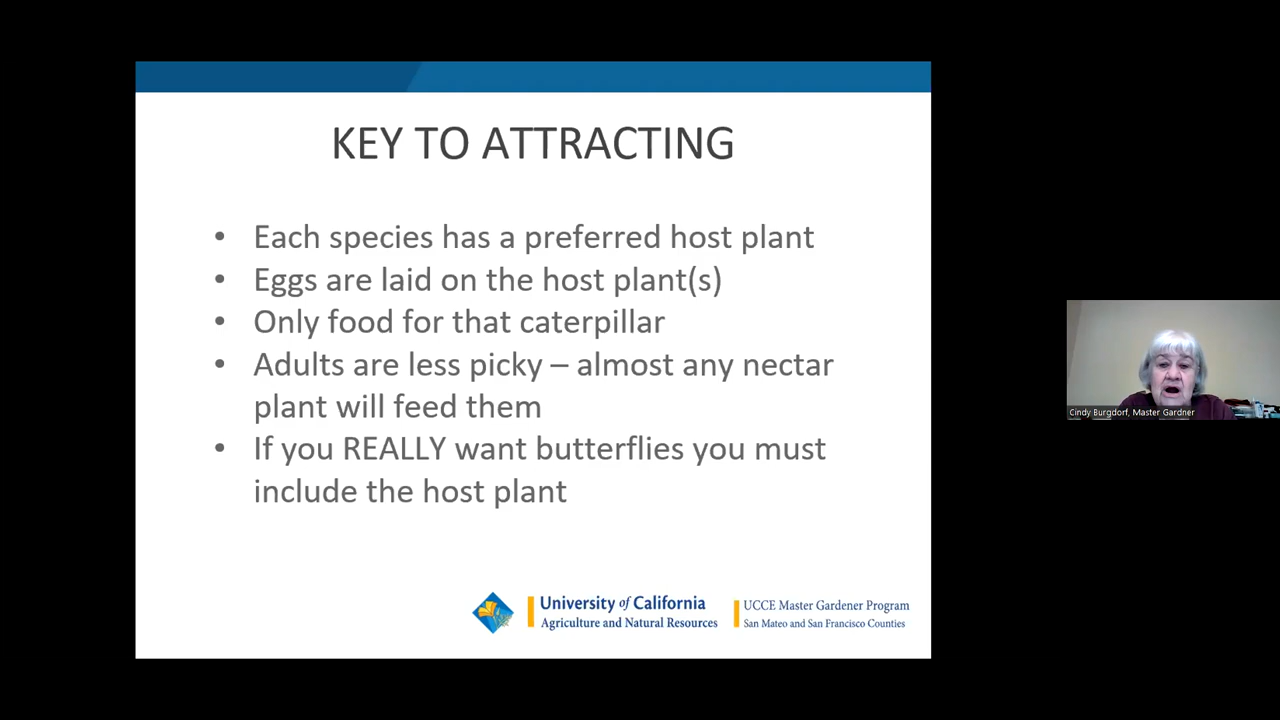 KEY TO ATTRACTING
• Each species has a preferred host plant
• Eggs are laid on the host plant(s)
• Only food for that caterpillar
• Adults are less picky – almost any nectar
plant will feed them
• If you REALLY want butterflies you must
include the host plant
University of California
Agriculture and Natural Resources
UCCE Master Gardener Program
San Mateo and San Francisco Counties
Cindy Burgdorf, Master Gardner